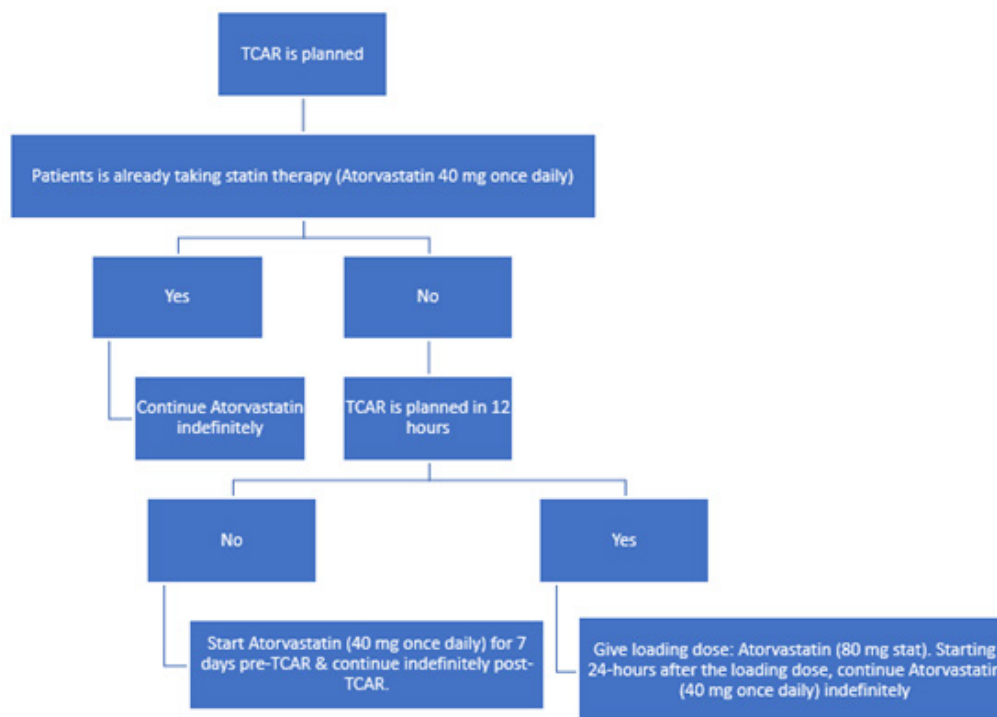 TCAR is planned
Patients is already taking statin therapy (Atorvastatin 40 mg once daily)
Yes
No
Continue Atorvastatin
indefinitely
TCAR is planned in 12
hours
No
Yes
Start Atorvastatin (40 mg once daily) for 7
days pre-TCAR & continue indefinitely post-
TCAR.
Give loading dose: Atorvastatin (80 mg stat). Starting
24-hours after the loading dose, continue Atorvastatin
(40 mg once daily) indefinitely